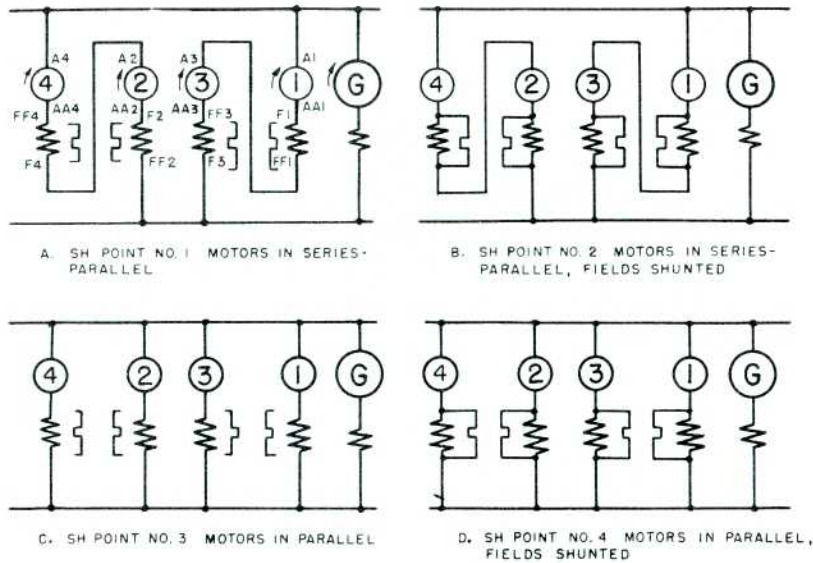 A4 A2 A3 A1
4 2 3 1 G
AA4 AA2 AA3 AA1
FF4 F2 FF3 F1
F4 FF2 F3 FF1
A. SH POINT NO. 1 MOTORS IN SERIES-
PARALLEL
4 2 3 1 G
B. SH POINT NO. 2 MOTORS IN SERIES-
PARALLEL, FIELDS SHUNTED
4 2 3 1 G
C. SH POINT NO. 3 MOTORS IN PARALLEL
4 2 3 1 G
D. SH POINT NO. 4 MOTORS IN PARALLEL,
FIELDS SHUNTED